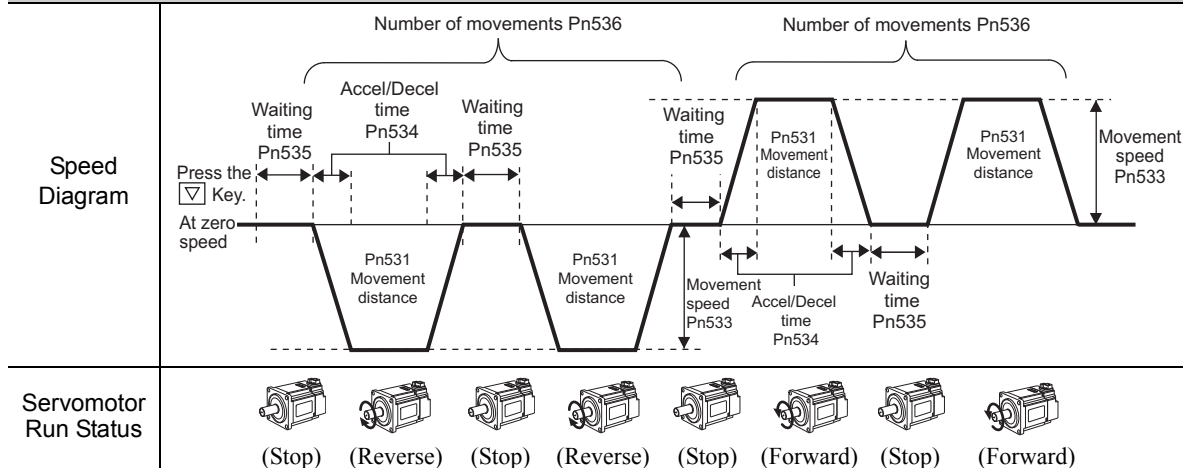 Speed
Diagram
Number of movements Pn536
Number of movements Pn536
Waiting
time
Pn535
Accel/Decel
time
Pn534
Waiting
time
Pn535
Waiting
time
Pn535
Pn531
Movement
distance
Pn531
Movement
distance
Movement
speed
Pn533
Press the
▽ Key.
At zero
speed
Pn531
Movement
distance
Pn531
Movement
distance
Movement
speed
Pn533
Accel/Decel
time
Pn534
Waiting
time
Pn535
Servomotor
Run Status
(Stop) (Reverse) (Stop) (Reverse) (Stop) (Forward) (Stop) (Forward)